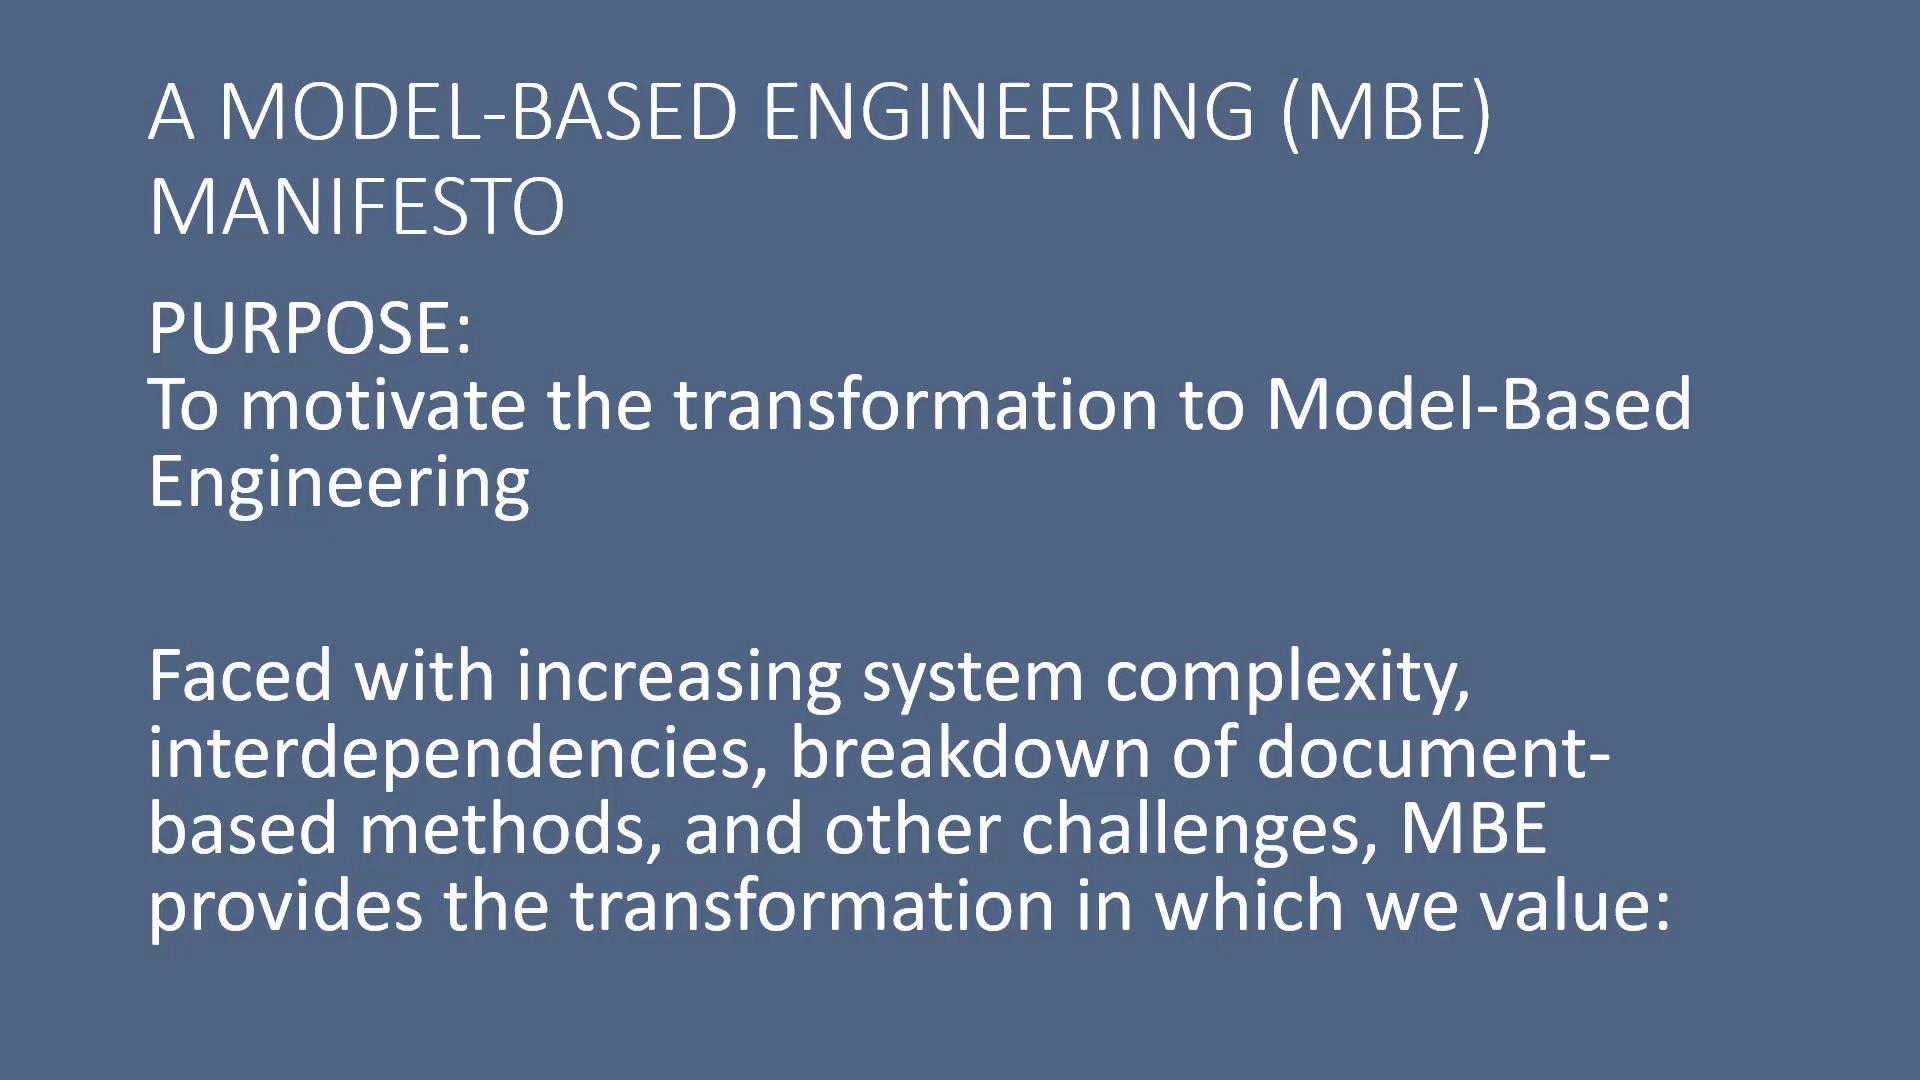 A MODEL-BASED ENGINEERING (MBE)
MANIFESTO
PURPOSE:
To motivate the transformation to Model-Based
Engineering
Faced with increasing system complexity,
interdependencies, breakdown of document-
based methods, and other challenges, MBE
provides the transformation in which we value: